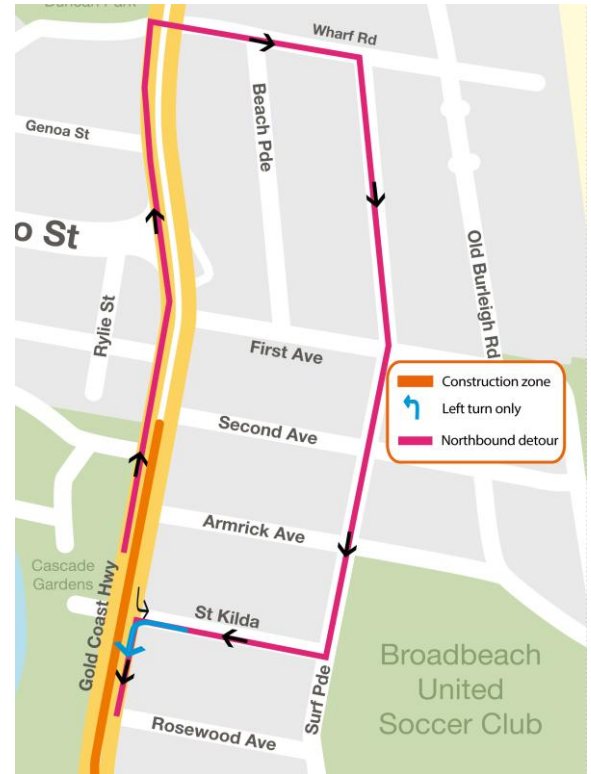 Duncan Park
Wharf Rd
Beach Pde
Genoa St
o St
Rylie St
Old Burleigh Rd
First Ave
Construction zone
Left turn only
Northbound detour
Second Ave
Armrick Ave
Cascade
Gardens
Gold Coast Hwy
St Kilda
Surf Pde
Broadbeach
United
Soccer Club
Rosewood Ave